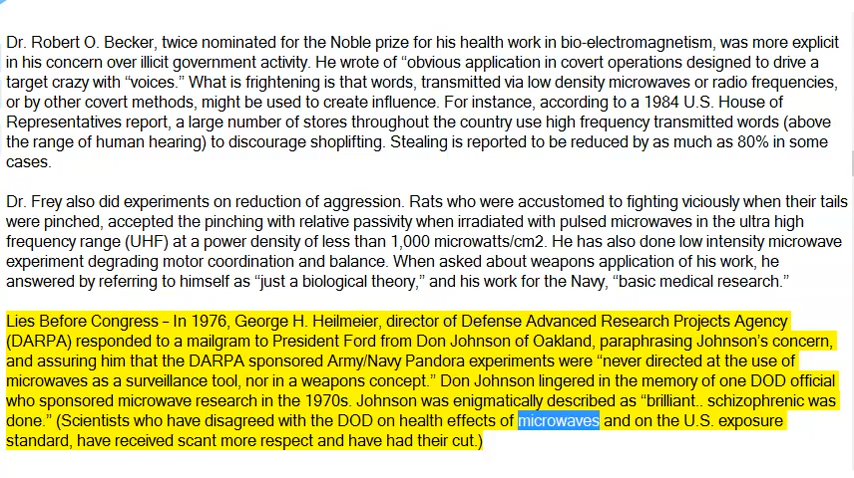 Dr. Robert O. Becker, twice nominated for the Noble prize for his health work in bio-electromagnetism, was more explicit
in his concern over illicit government activity. He wrote of “obvious application in covert operations designed to drive a
target crazy with “voices.” What is frightening is that words, transmitted via low density microwaves or radio frequencies,
or by other covert methods, might be used to create influence. For instance, according to a 1984 U.S. House of
Representatives report, a large number of stores throughout the country use high frequency transmitted words (above
the range of human hearing) to discourage shoplifting. Stealing is reported to be reduced by as much as 80% in some
cases.
Dr. Frey also did experiments on reduction of aggression. Rats who were accustomed to fighting viciously when their tails
were pinched, accepted the pinching with relative passivity when irradiated with pulsed microwaves in the ultra high
frequency range (UHF) at a power density of less than 1,000 microwatts/cm2. He has also done low intensity microwave
experiment degrading motor coordination and balance. When asked about weapons application of his work, he
answered by referring to himself as “just a biological theory,” and his work for the Navy, “basic medical research.”
Lies Before Congress – In 1976, George H. Heilmeier, director of Defense Advanced Research Projects Agency
(DARPA) responded to a mailgram to President Ford from Don Johnson of Oakland, paraphrasing Johnson’s concern,
and assuring him that the DARPA sponsored Army/Navy Pandora experiments were “never directed at the use of
microwaves as a surveillance tool, nor in a weapons concept.” Don Johnson lingered in the memory of one DOD official
who sponsored microwave research in the 1970s. Johnson was enigmatically described as “brilliant.. schizophrenic was
done.” (Scientists who have disagreed with the DOD on health effects of microwaves and on the U.S. exposure
standard, have received scant more respect and have had their cut.)